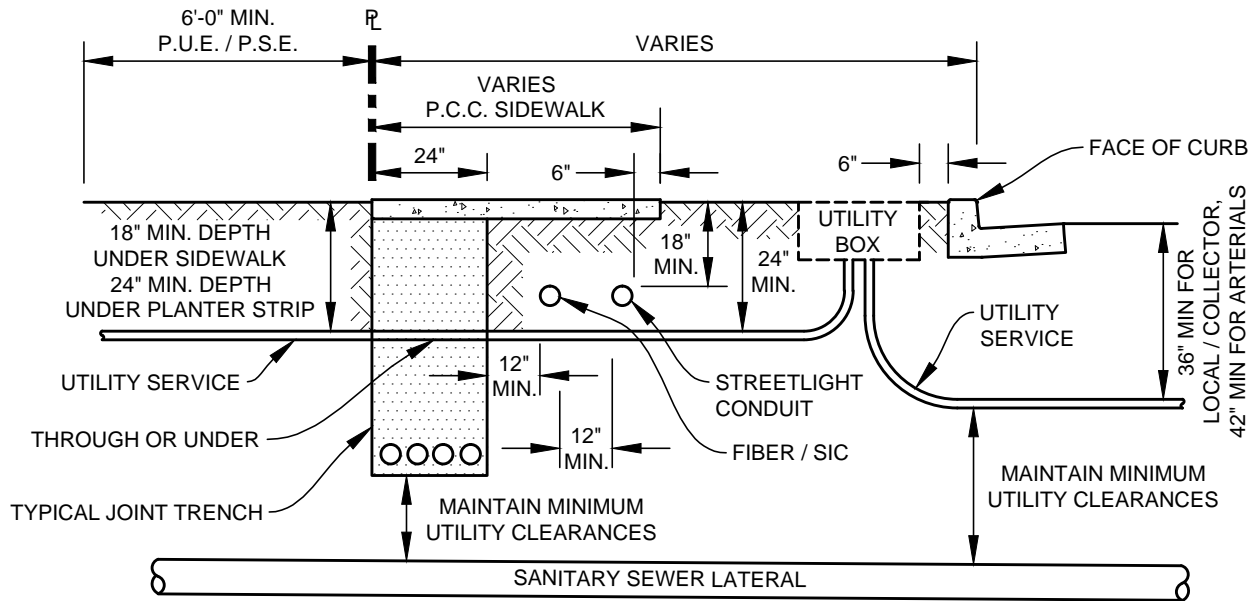 6'-0" MIN.
P.U.E. / P.S.E.
PL
VARIES
VARIES
P.C.C. SIDEWALK
24"
6"
6"
FACE OF CURB
18" MIN. DEPTH
UNDER SIDEWALK
24" MIN. DEPTH
UNDER PLANTER STRIP
18"
MIN.
24"
MIN.
UTILITY
BOX
36" MIN FOR
LOCAL / COLLECTOR,
42" MIN FOR ARTERIALS
UTILITY
SERVICE
UTILITY SERVICE
12"
MIN.
STREETLIGHT
CONDUIT
THROUGH OR UNDER
12"
MIN.
FIBER / SIC
TYPICAL JOINT TRENCH
MAINTAIN MINIMUM
UTILITY CLEARANCES
MAINTAIN MINIMUM
UTILITY CLEARANCES
SANITARY SEWER LATERAL